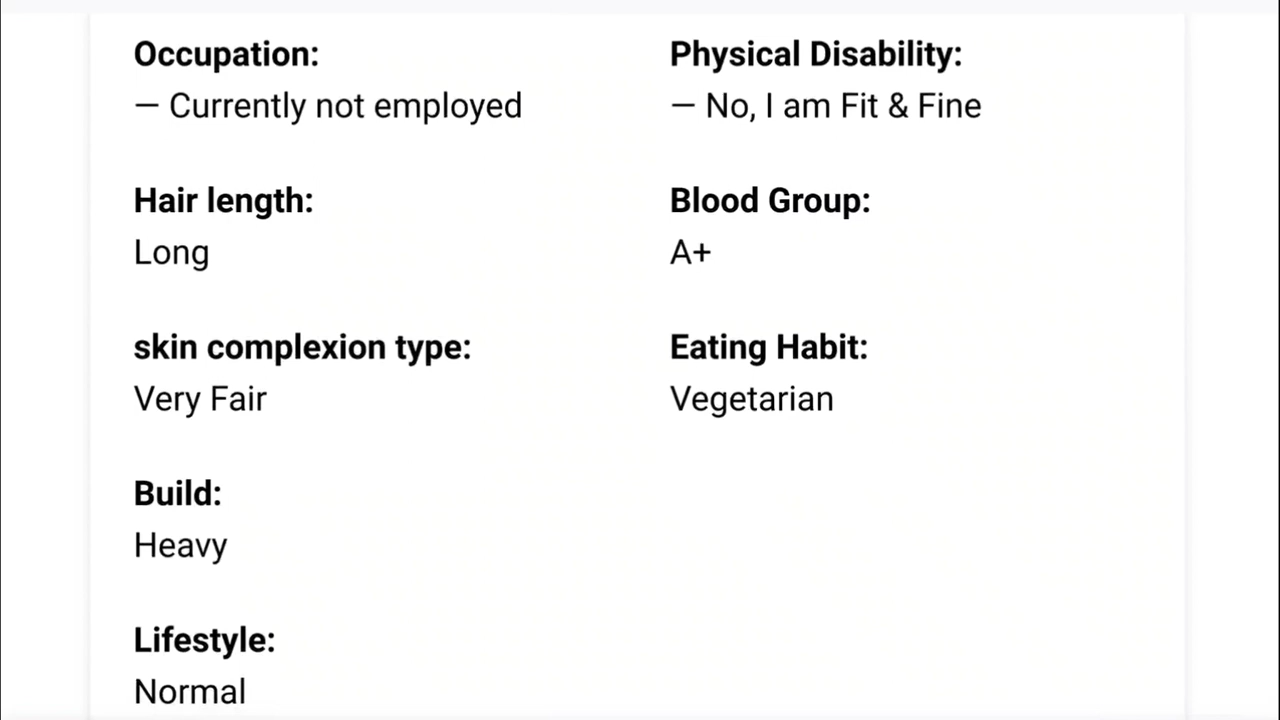 Occupation:
— Currently not employed
Physical Disability:
— No, I am Fit & Fine
Hair length:
Long
Blood Group:
A+
skin complexion type:
Very Fair
Eating Habit:
Vegetarian
Build:
Heavy
Lifestyle:
Normal